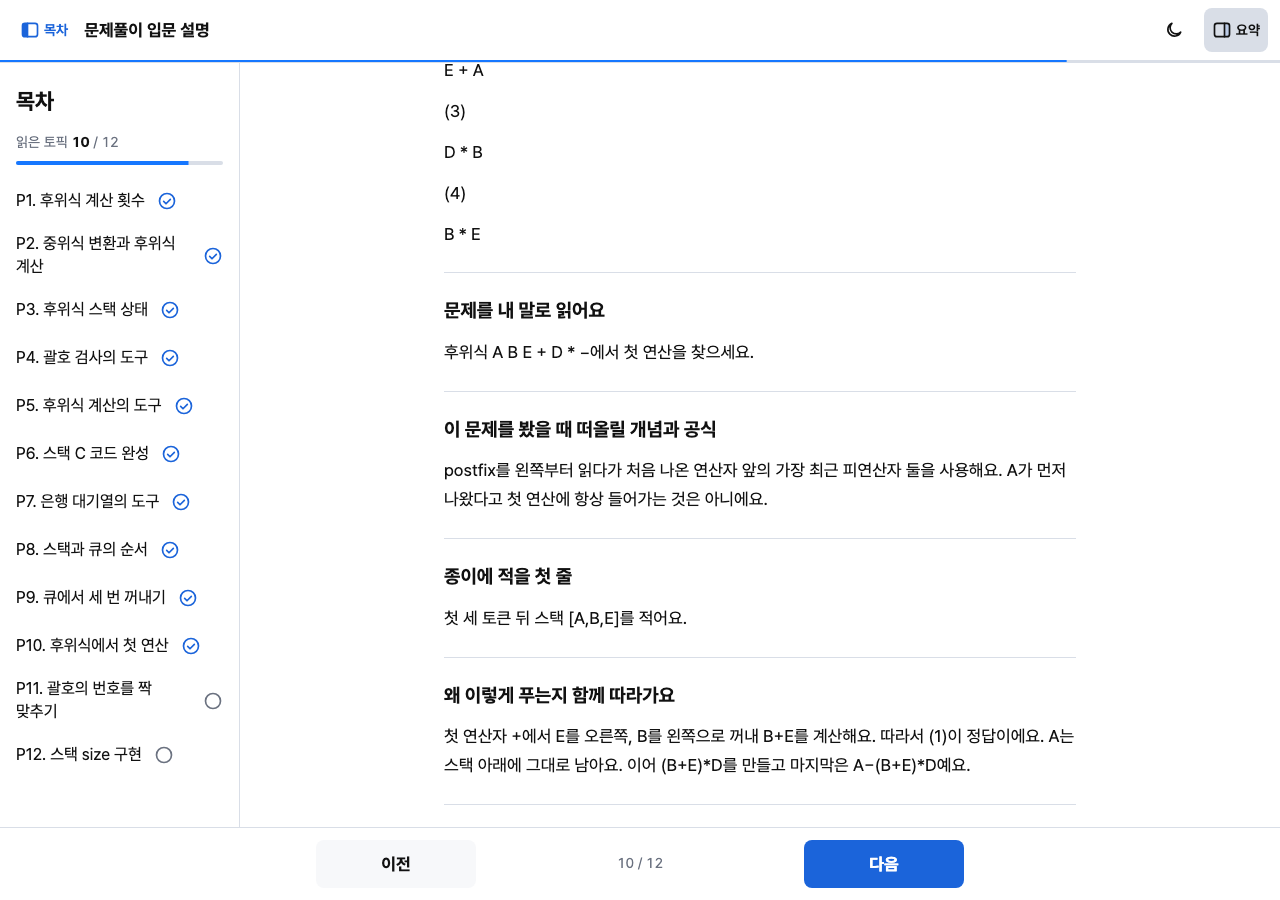 목차
문제풀이 입문 설명
요약
목차
읽은 토픽 10 / 12
P1. 후위식 계산 횟수
P2. 중위식 변환과 후위식
계산
P3. 후위식 스택 상태
P4. 괄호 검사의 도구
P5. 후위식 계산의 도구
P6. 스택 C 코드 완성
P7. 은행 대기열의 도구
P8. 스택과 큐의 순서
P9. 큐에서 세 번 꺼내기
P10. 후위식에서 첫 연산
P11. 괄호의 번호를 짝
맞추기
P12. 스택 size 구현
E + A
(3)
D * B
(4)
B * E
문제를 내 말로 읽어요
후위식 A B E + D * −에서 첫 연산을 찾으세요.
이 문제를 봤을 때 떠올릴 개념과 공식
postfix를 왼쪽부터 읽다가 처음 나온 연산자 앞의 가장 최근 피연산자 둘을 사용해요. A가 먼저
나왔다고 첫 연산에 항상 들어가는 것은 아니에요.
종이에 적을 첫 줄
첫 세 토큰 뒤 스택 [A,B,E]를 적어요.
왜 이렇게 푸는지 함께 따라가요
첫 연산자 +에서 E를 오른쪽, B를 왼쪽으로 꺼내 B+E를 계산해요. 따라서 (1)이 정답이에요. A는
스택 아래에 그대로 남아요. 이어 (B+E)*D를 만들고 마지막은 A−(B+E)*D예요.
이전
10 / 12
다음